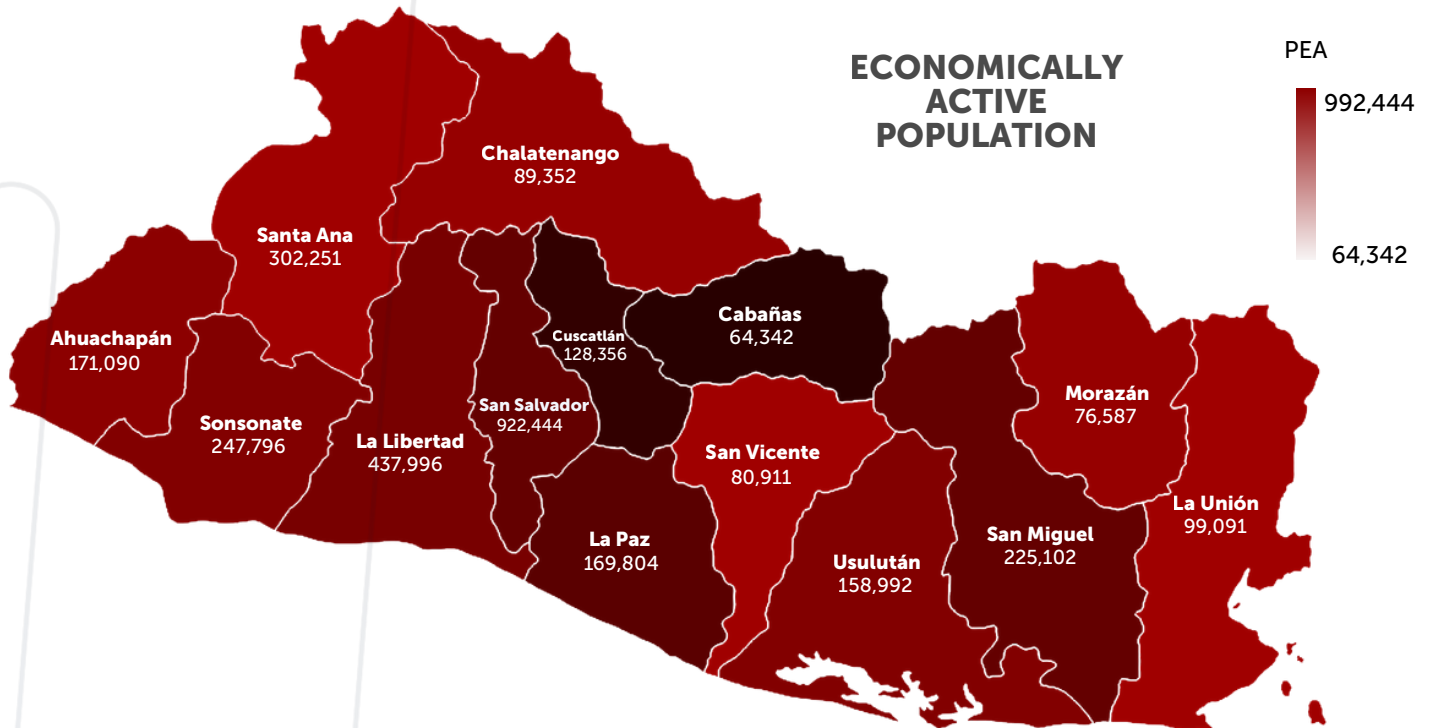 ECONOMICALLY
ACTIVE
POPULATION
PEA
992,444
64,342
Chalatenango
89,352
Santa Ana
302,251
Ahuachapán
171,090
Sonsonate
247,796
La Libertad
437,996
San Salvador
922,444
Cuscatlán
128,356
Cabañas
64,342
La Paz
169,804
San Vicente
80,911
Usulután
158,992
San Miguel
225,102
Morazán
76,587
La Unión
99,091